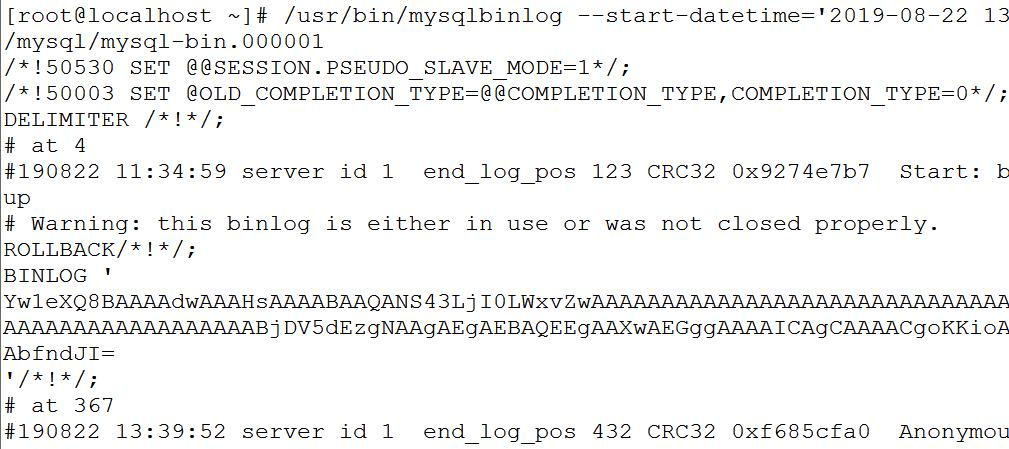 [root@localhost ~]# /usr/bin/mysqlbinlog --start-datetime='2019-08-22 13
/mysql/mysql-bin.000001
/*!50530 SET @@SESSION.PSEUDO_SLAVE_MODE=1*/;
/*!50003 SET @OLD_COMPLETION_TYPE=@@COMPLETION_TYPE,COMPLETION_TYPE=0*/;
DELIMITER /*!*/;
# at 4
#190822 11:34:59 server id 1  end_log_pos 123 CRC32 0x9274e7b7  Start: b
up
# Warning: this binlog is either in use or was not closed properly.
ROLLBACK/*!*/;
BINLOG '
Yw1eXQ8BAAAAdwAAAHsAAAABAAQANS43LjI0LWxvZwAAAAAAAAAAAAAAAAAAAAAAAAAAAAAA
AAAAAAAAAAAAAAAAAABjDV5dEzgNAAgAEgAEBAQEEgAAXwAEGggAAAAICAgCAAAACgoKKioA
AbfndJI=
'/*!*/;
# at 367
#190822 13:39:52 server id 1  end_log_pos 432 CRC32 0xf685cfa0  Anonymou